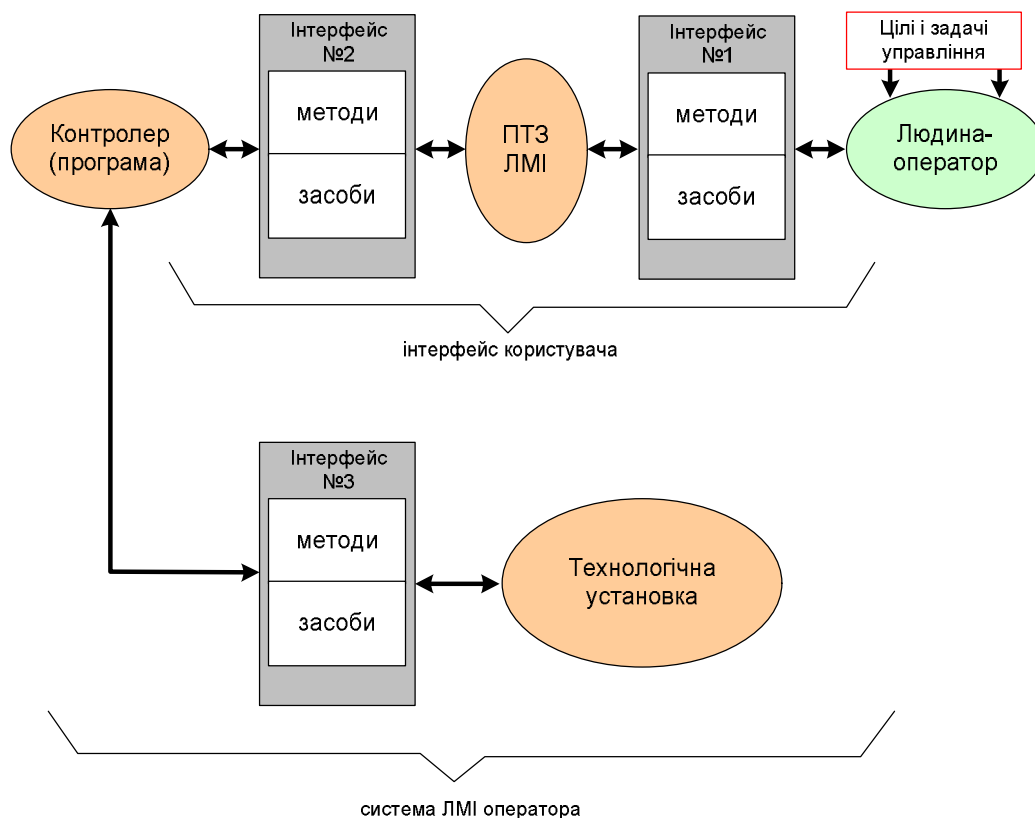 Інтерфейс
№2
методи
засоби
Інтерфейс
№1
методи
засоби
Цілі і задачі
управління
Контролер
(програма)
ПТЗ
ЛМІ
Людина-
оператор
інтерфейс користувача
Інтерфейс
№3
методи
засоби
Технологічна
установка
система ЛМІ оператора